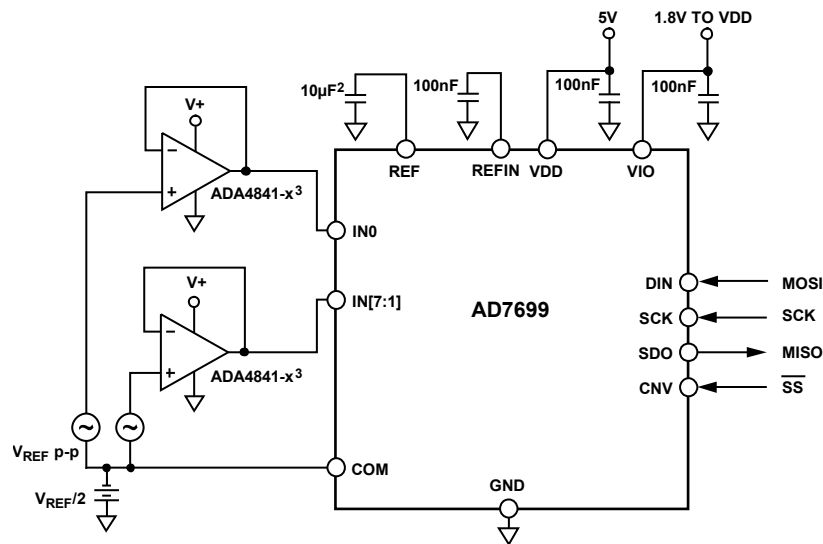 5V
1.8V TO VDD
10µF²
100nF
100nF
100nF
V+
REF
REFIN
VDD
VIO
ADA4841-x³
IN0
V+
IN[7:1]
AD7699
DIN
MOSI
SCK
SCK
SDO
MISO
ADA4841-x³
CNV
SS
VREF p-p
COM
VREF/2
GND
−
+
−
+